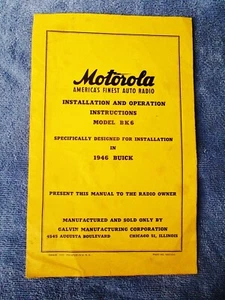 Motorola
AMERICA'S FINEST AUTO RADIO
INSTALLATION AND OPERATION
INSTRUCTIONS
MODEL BK6
SPECIFICALLY DESIGNED FOR INSTALLATION
IN
1946 BUICK
PRESENT THIS MANUAL TO THE RADIO OWNER
MANUFACTURED AND SOLD ONLY BY
GALVIN MANUFACTURING CORPORATION
4545 AUGUSTA BOULEVARD CHICAGO 51, ILLINOIS